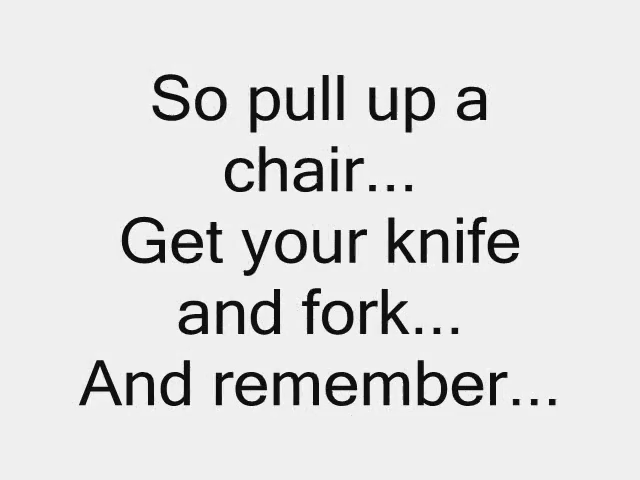 So pull up a
chair...
Get your knife
and fork...
And remember...